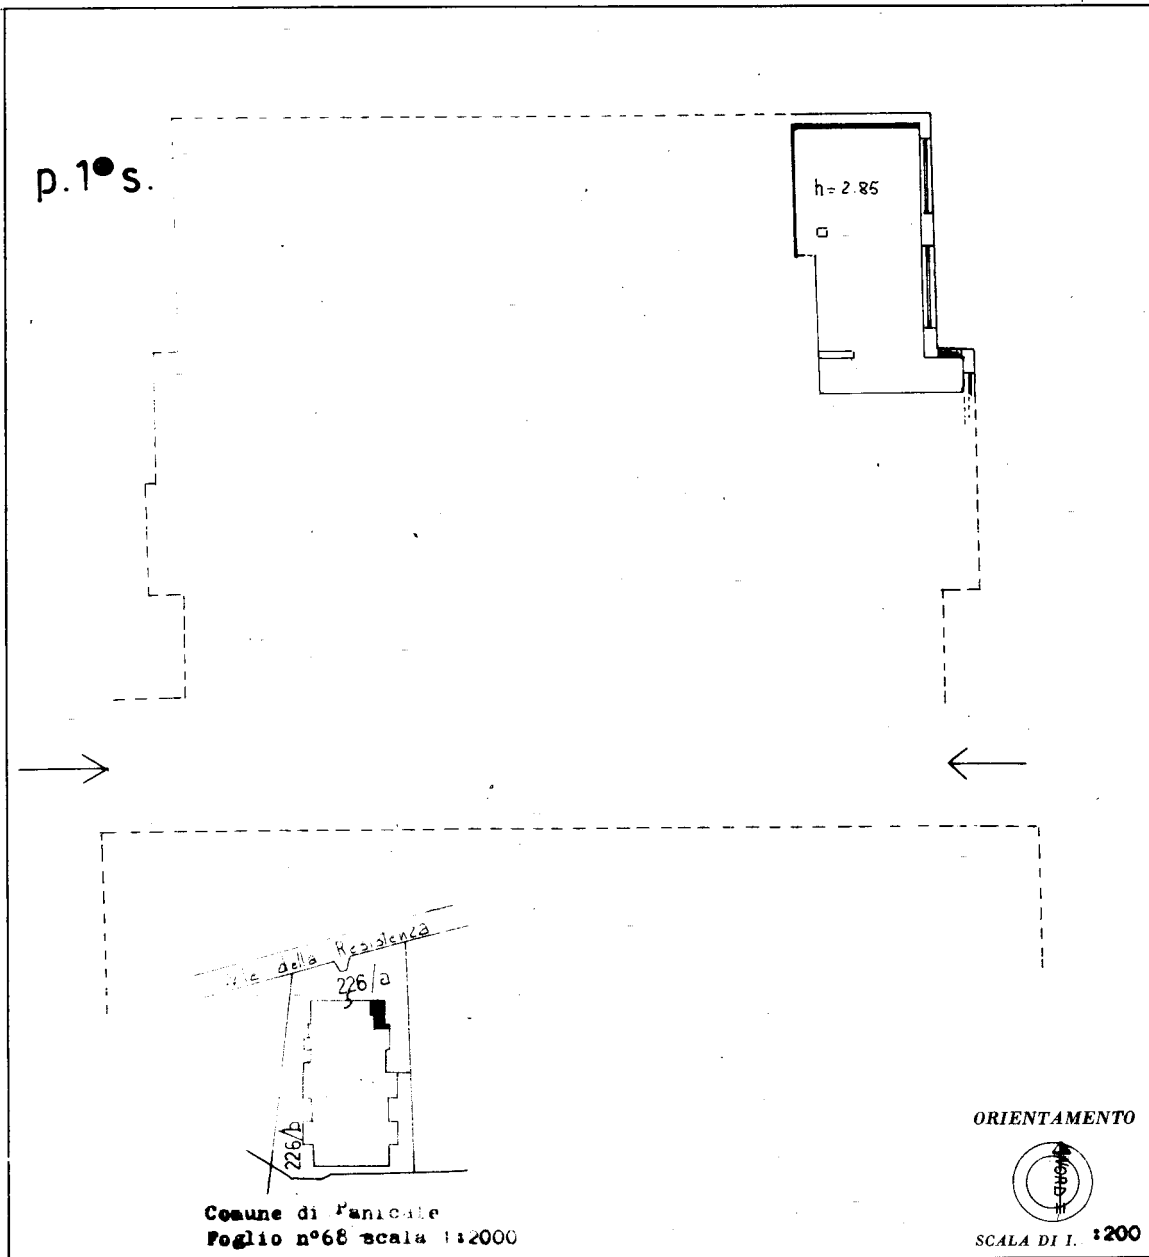 p.1° s.
h=2.85
Via della Resistenza
226/a
226/b
Comune di Panicale
Foglio n°68 scala 1:2000
ORIENTAMENTO
NORD
SCALA DI I. :200